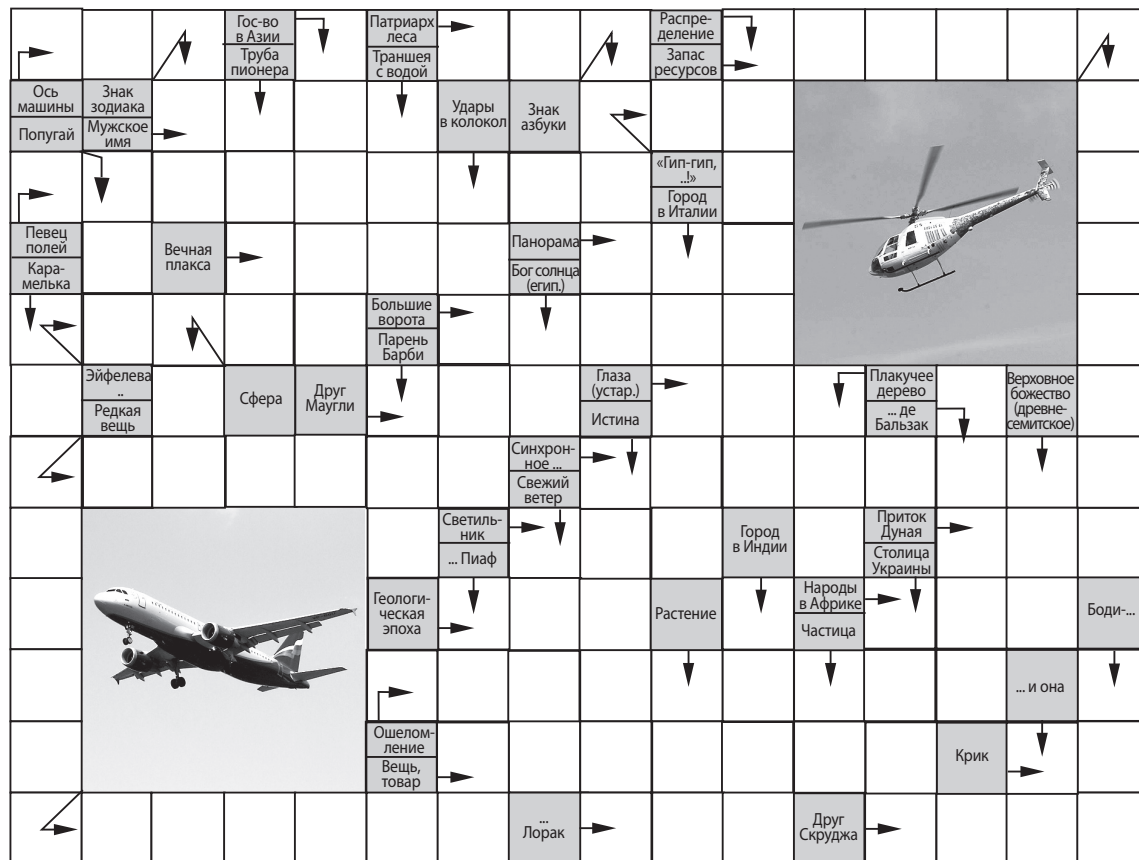 Гос-во
в Азии
Труба
пионера
Патриарх
леса
Траншея
с водой
Распре-
деление
Запас
ресурсов
Ось
машины
Попугай
Знак
зодиака
Мужское
имя
Удары
в колокол
Знак
азбуки
«Гип-гип,
..!»
Город
в Италии
Певец
полей
Кара-
мелька
Вечная
плакса
Панорама
Бог солнца
(егип.)
Большие
ворота
Парень
Барби
Эйфелева
..
Редкая
вещь
Сфера
Друг
Маугли
Глаза
(устар.)
Истина
Плакучее
дерево
... де
Бальзак
Верховное
божество
(древне-
семитское)
Синхрон-
ное ...
Свежий
ветер
Светиль-
ник
... Пиаф
Город
в Индии
Приток
Дуная
Столица
Украины
Геологи-
ческая
эпоха
Растение
Народы
в Африке
Частица
Боди-...
... и она
Ошелом-
ление
Вещь,
товар
Крик
...
Лорак
Друг
Скруджа